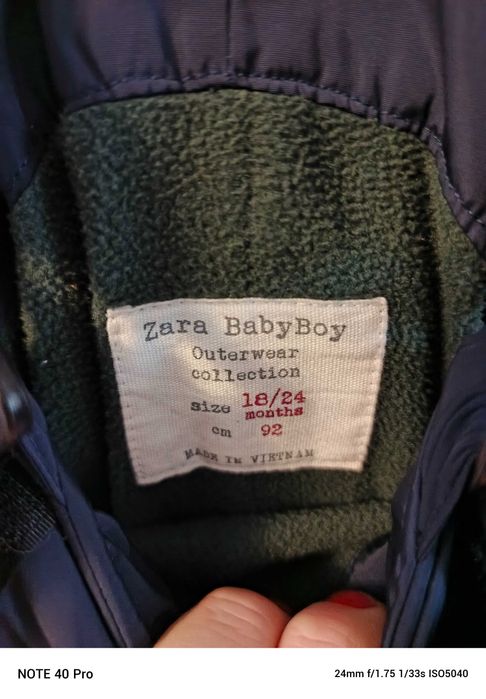 Zara BabyBoy
Outerwear
collection
size 18/24
months
cm 92
MADE IN VIETNAM
NOTE 40 Pro
24mm f/1.75 1/33s ISO5040